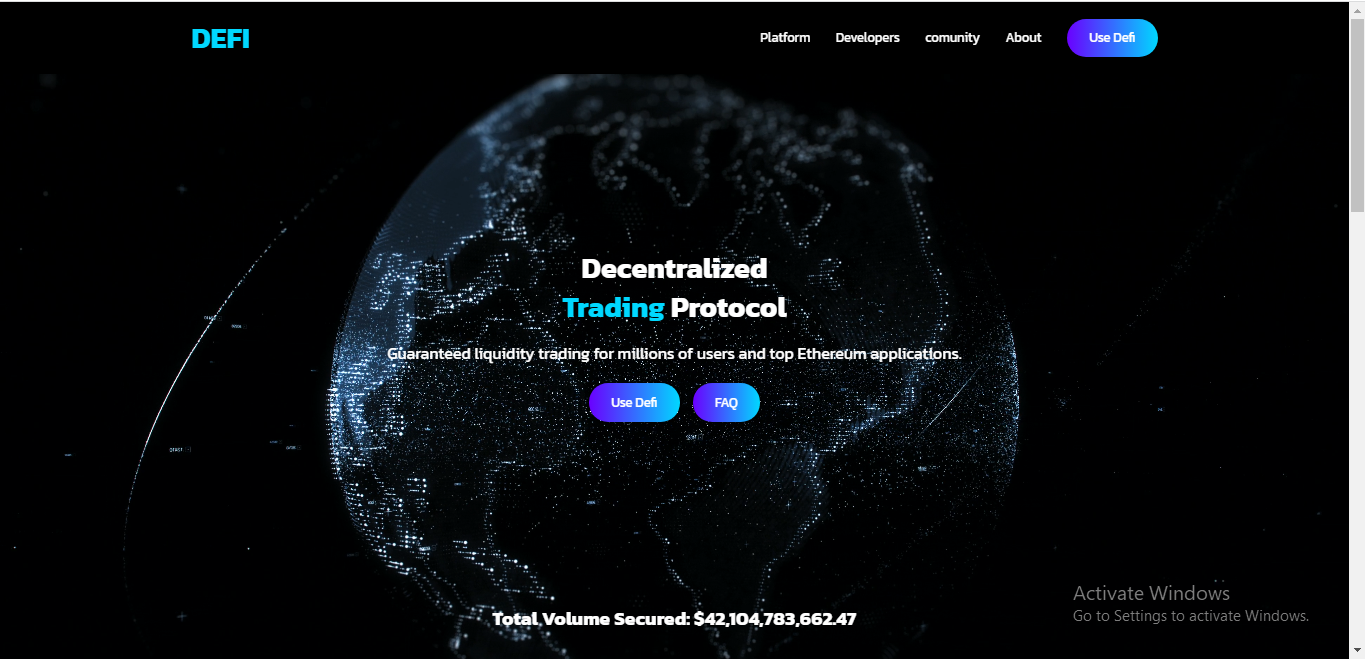 DEFI
Platform
Developers
comunity
About
Use Defi
Decentralized
Trading Protocol
Guaranteed liquidity trading for millions of users and top Ethereum applications.
Use Defi
FAQ
Total Volume Secured: $42,104,783,662.47
Activate Windows
Go to Settings to activate Windows.